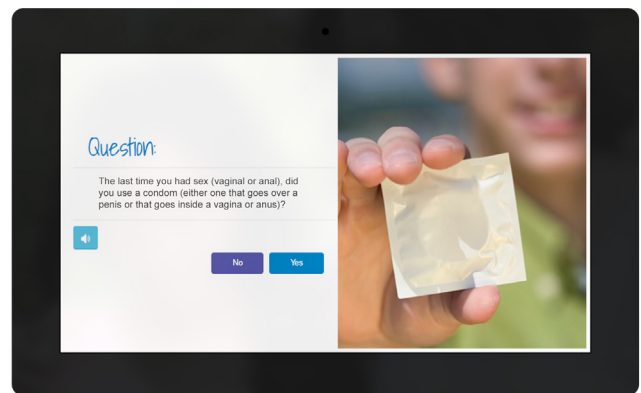 Question:
The last time you had sex (vaginal or anal), did
you use a condom (either one that goes over a
penis or that goes inside a vagina or anus)?
No
Yes